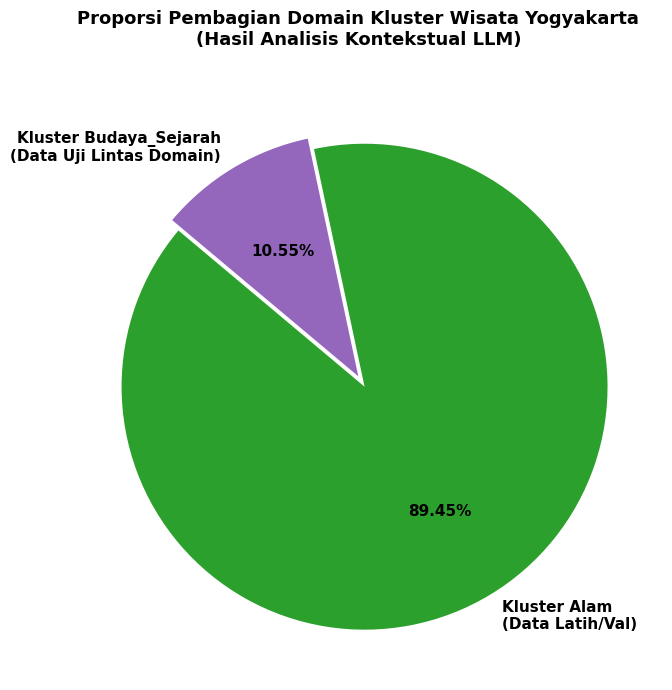 Proporsi Pembagian Domain Kluster Wisata Yogyakarta
(Hasil Analisis Kontekstual LLM)
Kluster Budaya_Sejarah
(Data Uji Lintas Domain)
10.55%
89.45%
Kluster Alam
(Data Latih/Val)